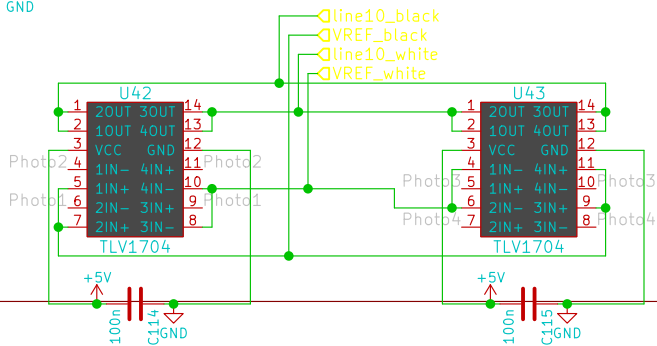 GND
line10_black
VREF_black
line10_white
VREF_white
U42
1 2OUT 3OUT 14
2 1OUT 4OUT 13
3 VCC GND 12
Photo2 4 1IN- 4IN+ 11 Photo2
5 1IN+ 4IN- 10
Photo1 6 2IN- 3IN+ 9 Photo1
7 2IN+ 3IN- 8
TLV1704
U43
1 2OUT 3OUT 14
2 1OUT 4OUT 13
3 VCC GND 12
4 1IN- 4IN+ 11
Photo3 5 1IN+ 4IN- 10 Photo3
6 2IN- 3IN+ 9
Photo4 7 2IN+ 3IN- 8 Photo4
TLV1704
+5V
100n
C114
GND
+5V
100n
C115
GND